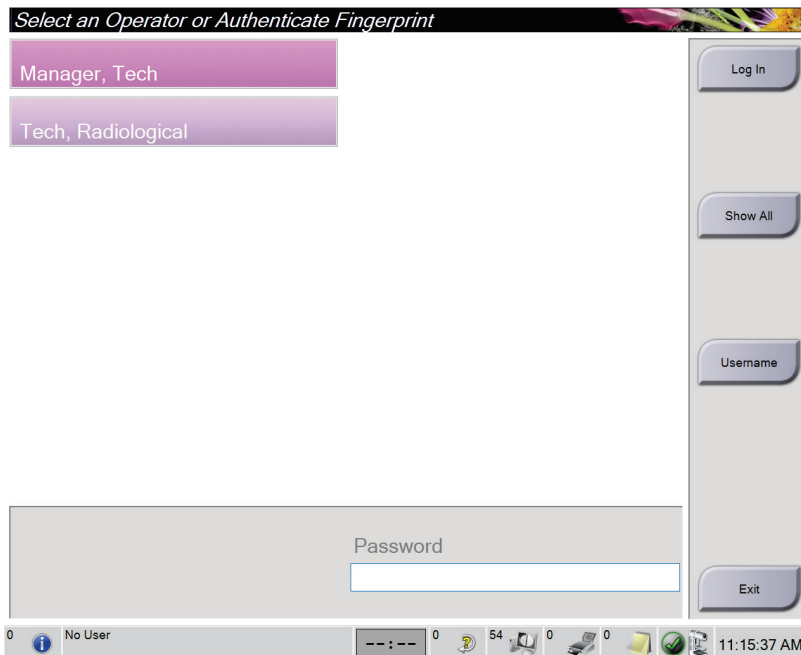 Select an Operator or Authenticate Fingerprint
Manager, Tech
Tech, Radiological
Log In
Show All
Username
Password
Exit
0 No User --:-- 0 54 0 0 11:15:37 AM